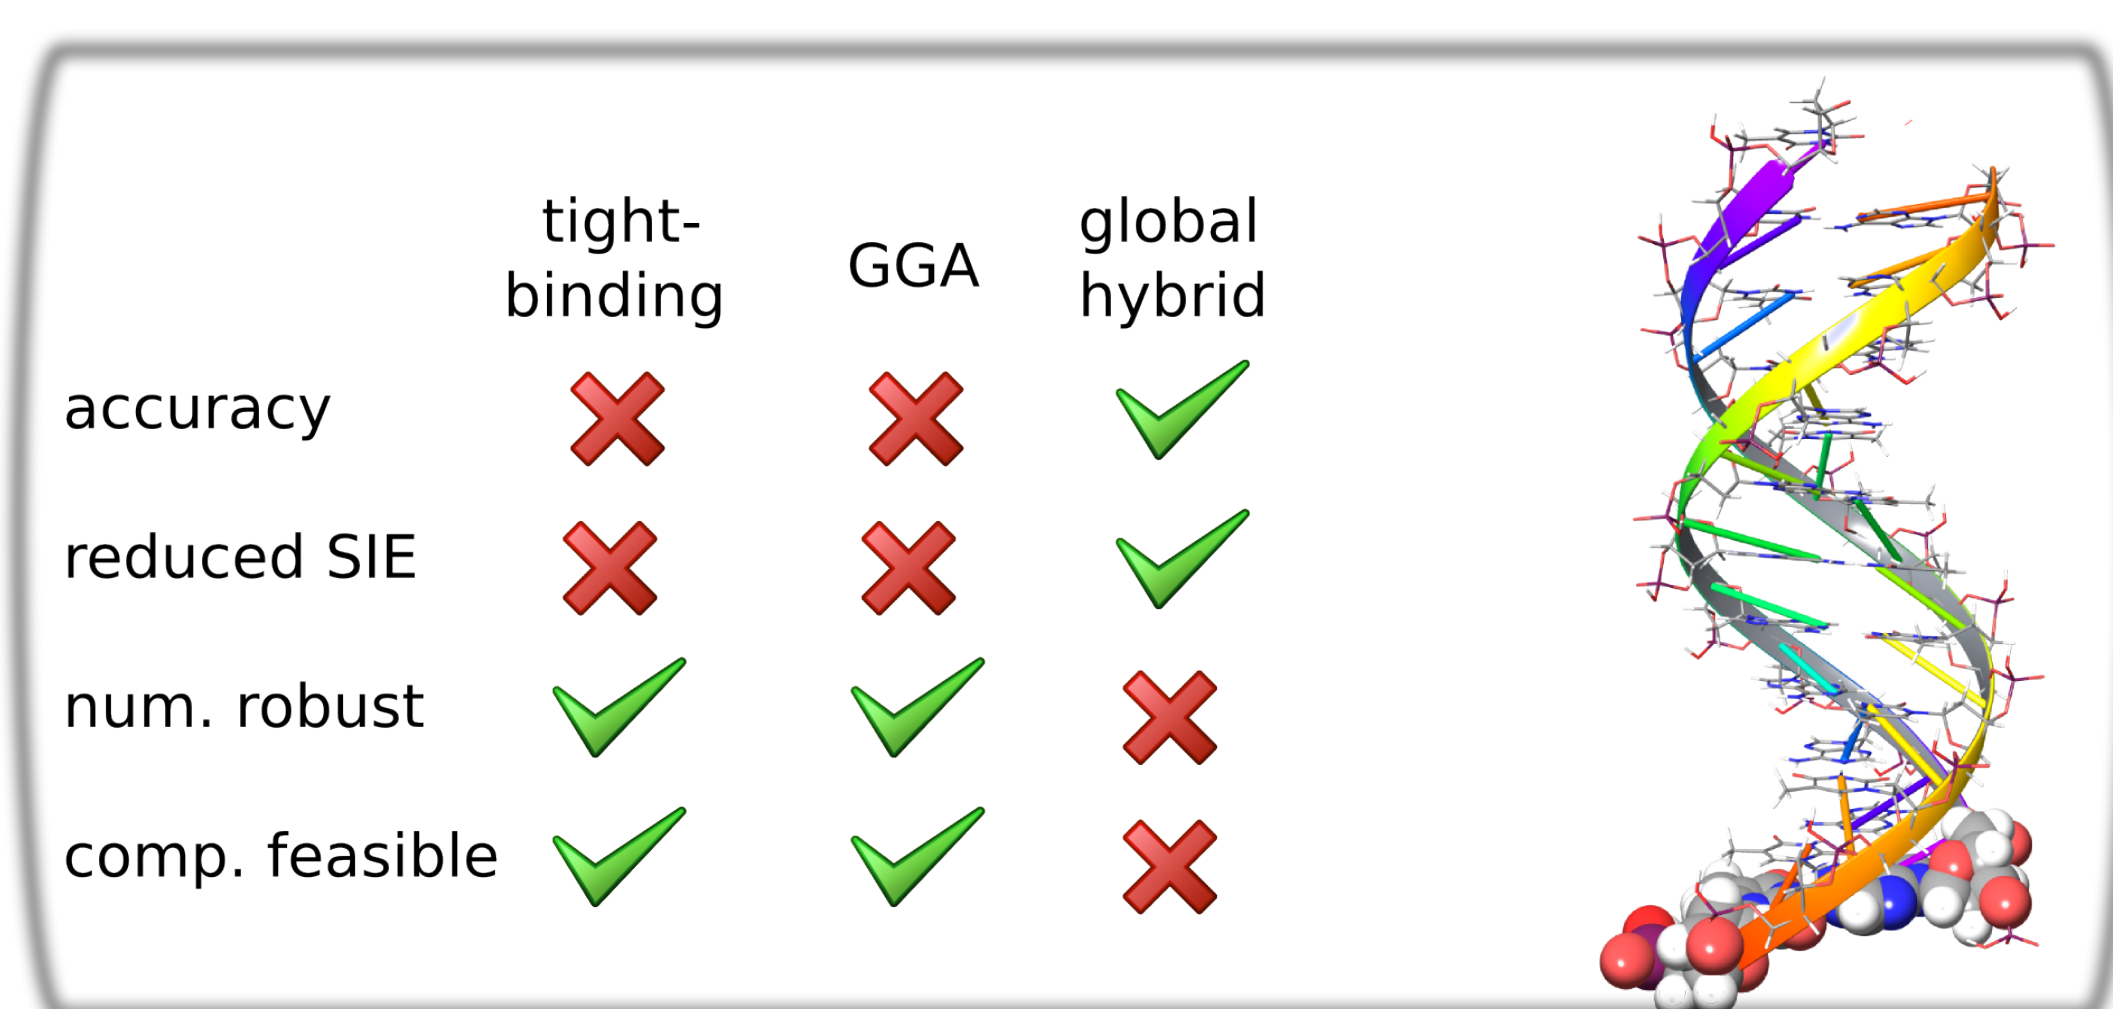 tight-
binding
GGA
global
hybrid
accuracy
reduced SIE
num. robust
comp. feasible